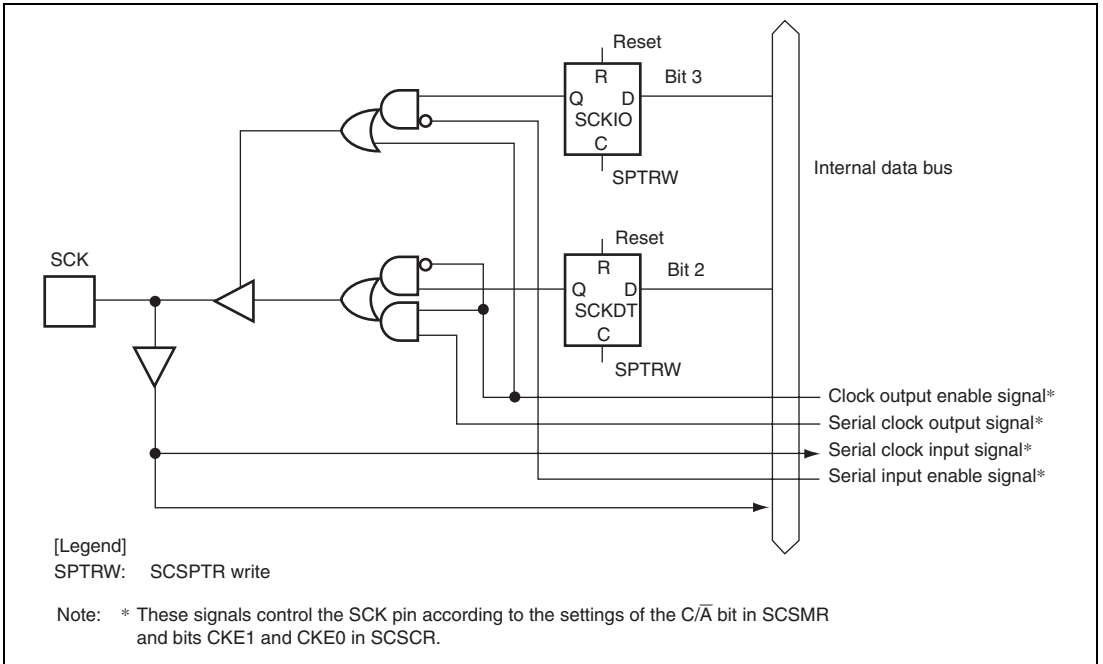 Reset
R
Bit 3
Q D
SCKIO
C
SPTRW
Internal data bus
Reset
SCK
R
Bit 2
Q D
SCKDT
C
SPTRW
Clock output enable signal*
Serial clock output signal*
Serial clock input signal*
Serial input enable signal*
[Legend]
SPTRW: SCSPTR write
Note: * These signals control the SCK pin according to the settings of the C/A̅ bit in SCSMR
and bits CKE1 and CKE0 in SCSCR.